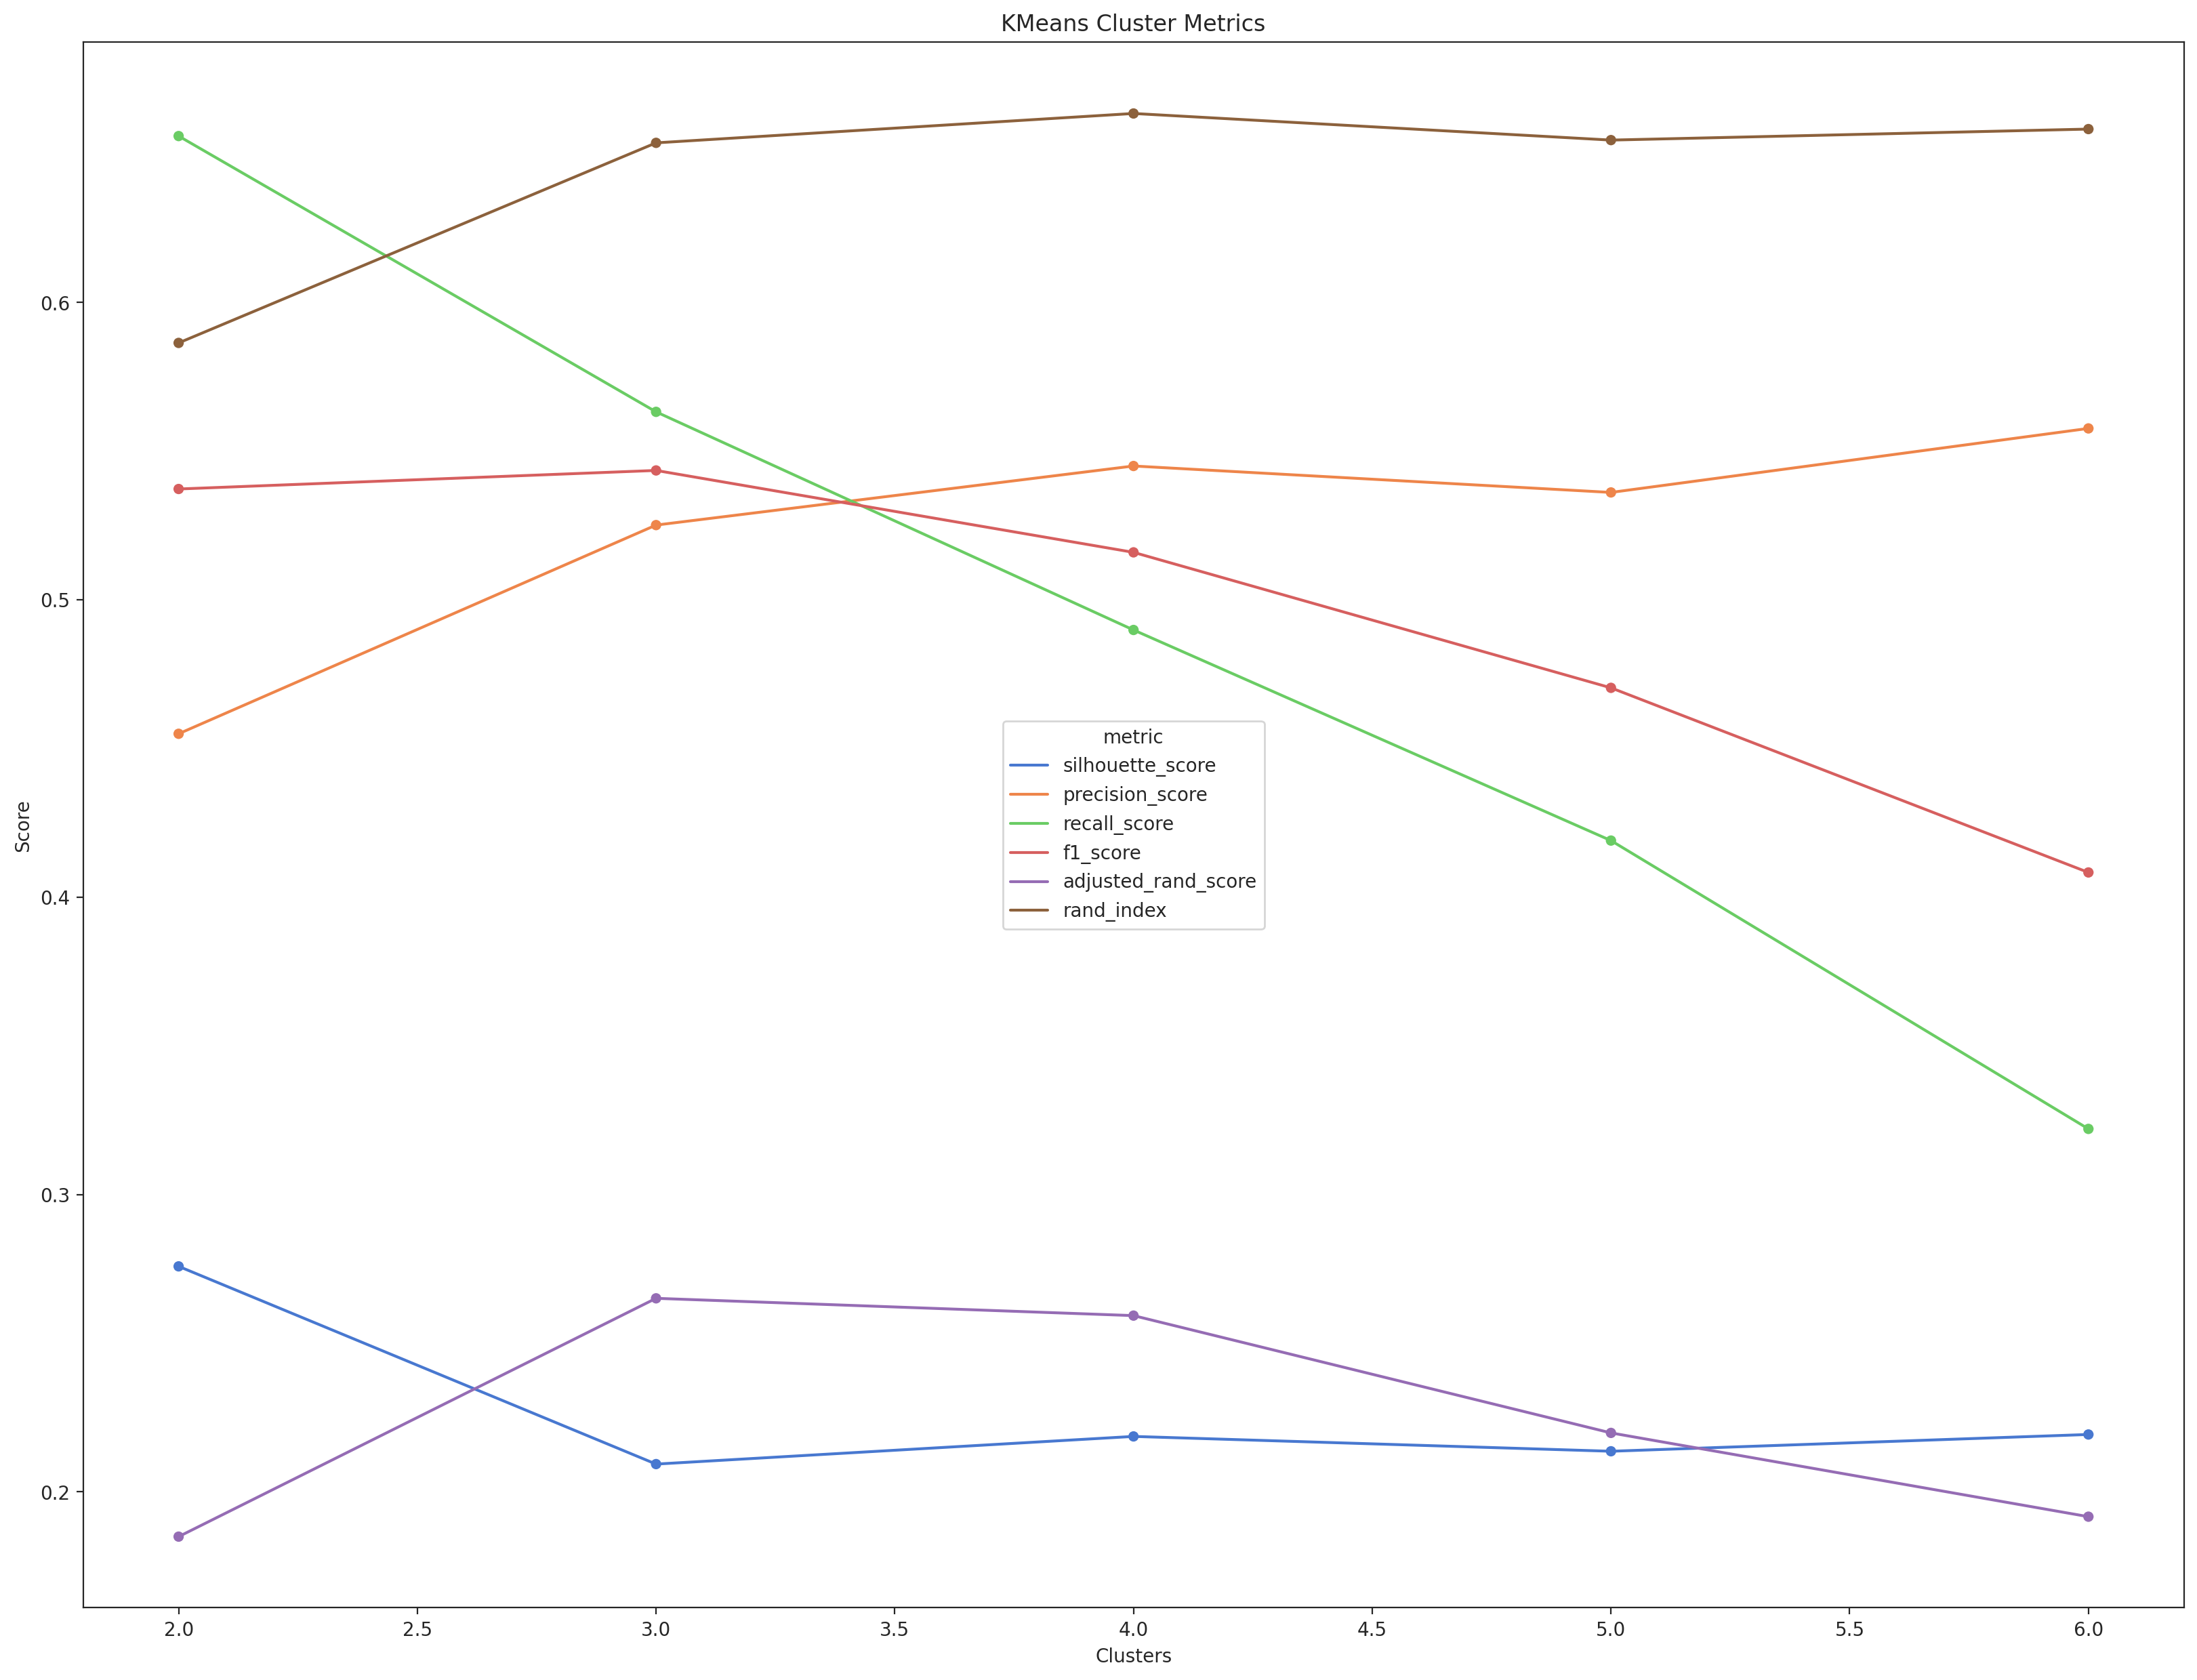 KMeans Cluster Metrics
Score
0.6
0.5
0.4
0.3
0.2
metric
silhouette_score
precision_score
recall_score
f1_score
adjusted_rand_score
rand_index
2.0 2.5 3.0 3.5 4.0 4.5 5.0 5.5 6.0
Clusters